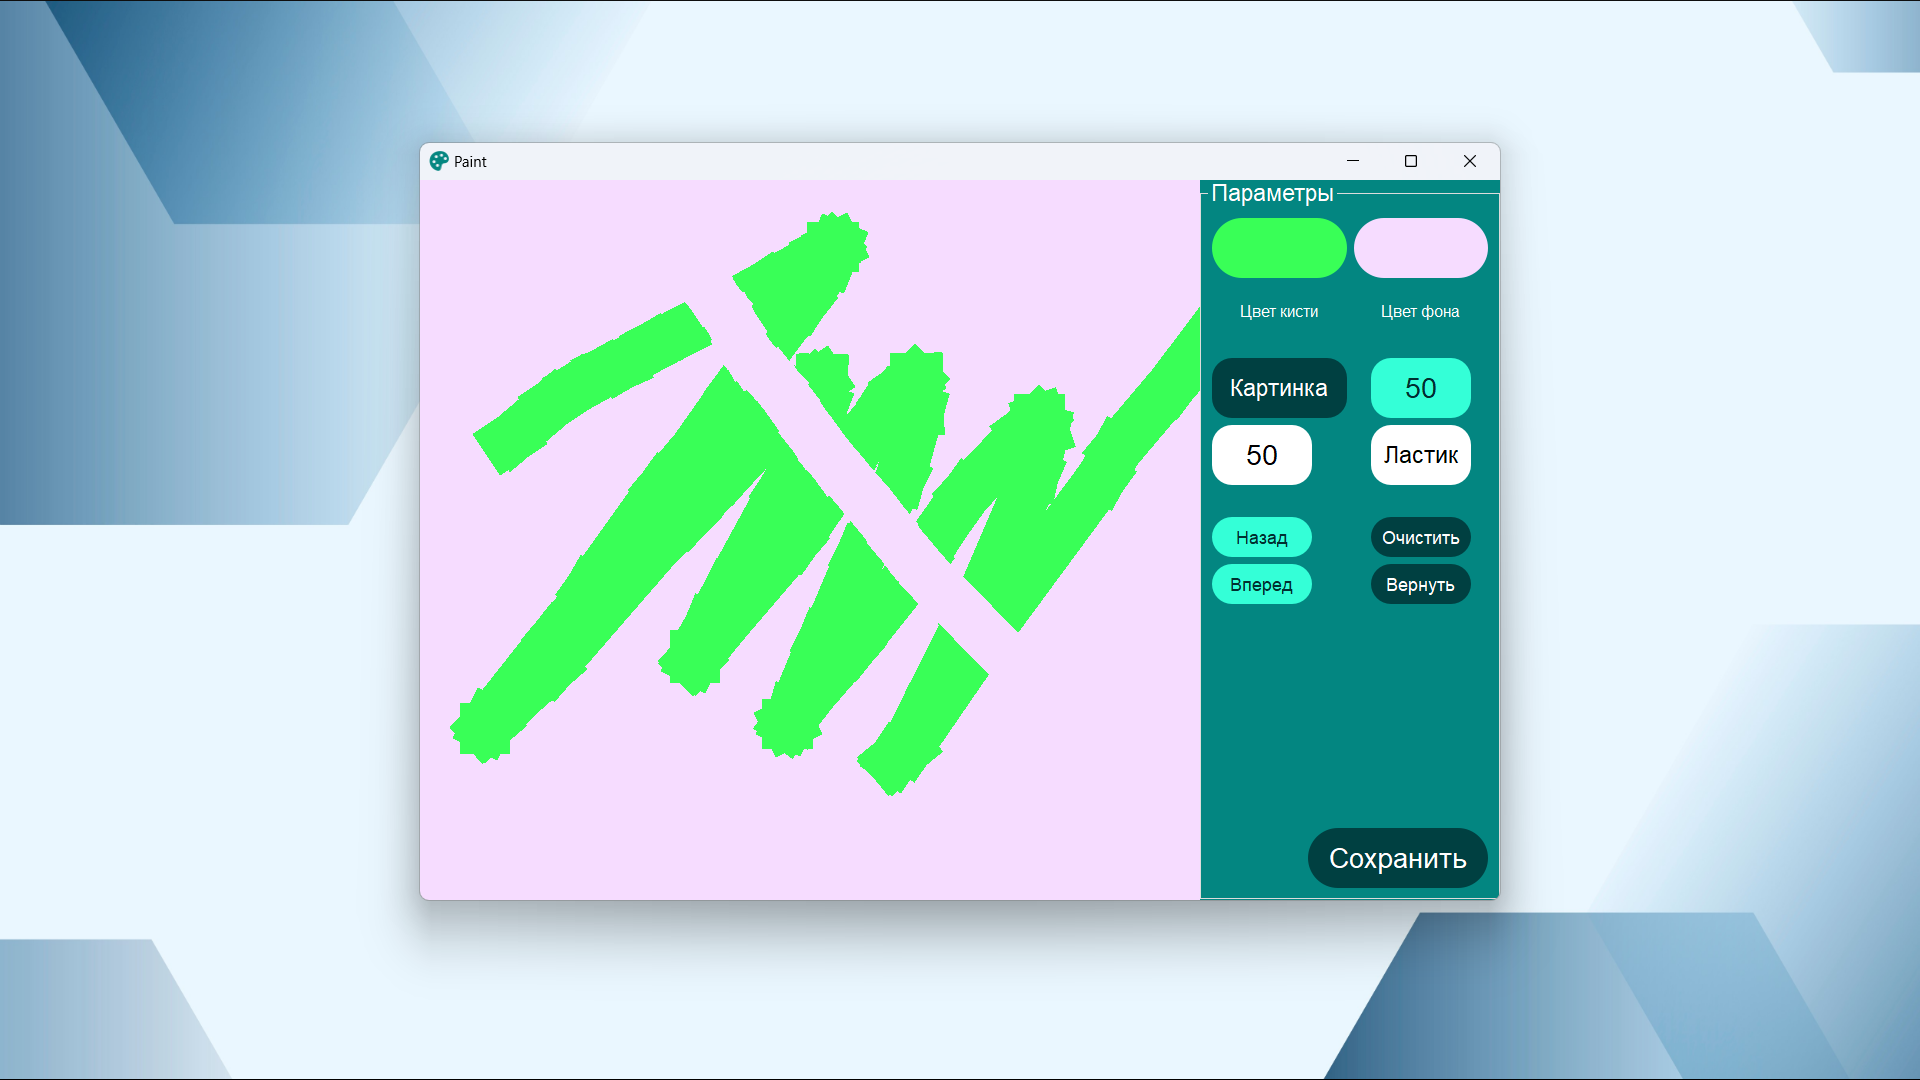 Paint
Параметры
Цвет кисти Цвет фона
Картинка 50
50 Ластик
Назад Очистить
Вперед Вернуть
Сохранить